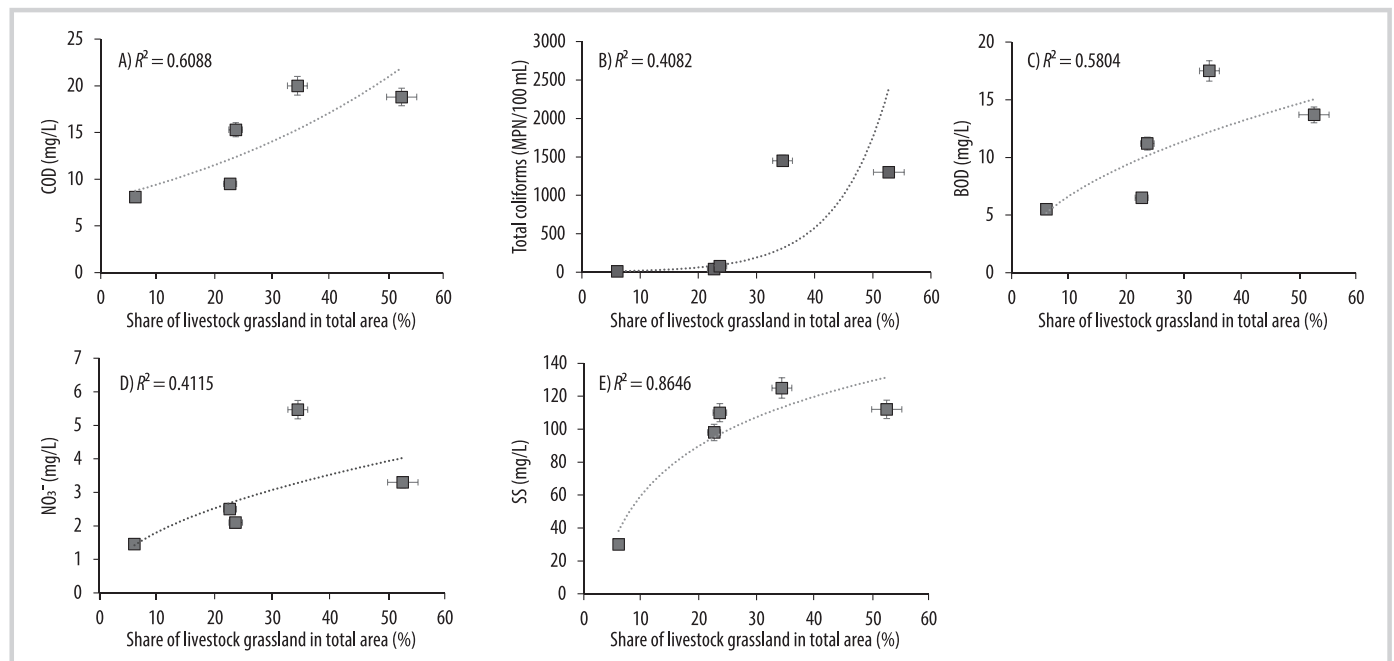 A) R² = 0.6088
COD (mg/L)
25
20
15
10
5
0
0 10 20 30 40 50 60
Share of livestock grassland in total area (%)
B) R² = 0.4082
Total coliforms (MPN/100 mL)
3000
2500
2000
1500
1000
500
0
0 10 20 30 40 50 60
Share of livestock grassland in total area (%)
C) R² = 0.5804
BOD (mg/L)
20
15
10
5
0
0 10 20 30 40 50 60
Share of livestock grassland in total area (%)
D) R² = 0.4115
NO₃⁻ (mg/L)
7
6
5
4
3
2
1
0
0 10 20 30 40 50 60
Share of livestock grassland in total area (%)
E) R² = 0.8646
SS (mg/L)
140
120
100
80
60
40
20
0
0 10 20 30 40 50 60
Share of livestock grassland in total area (%)